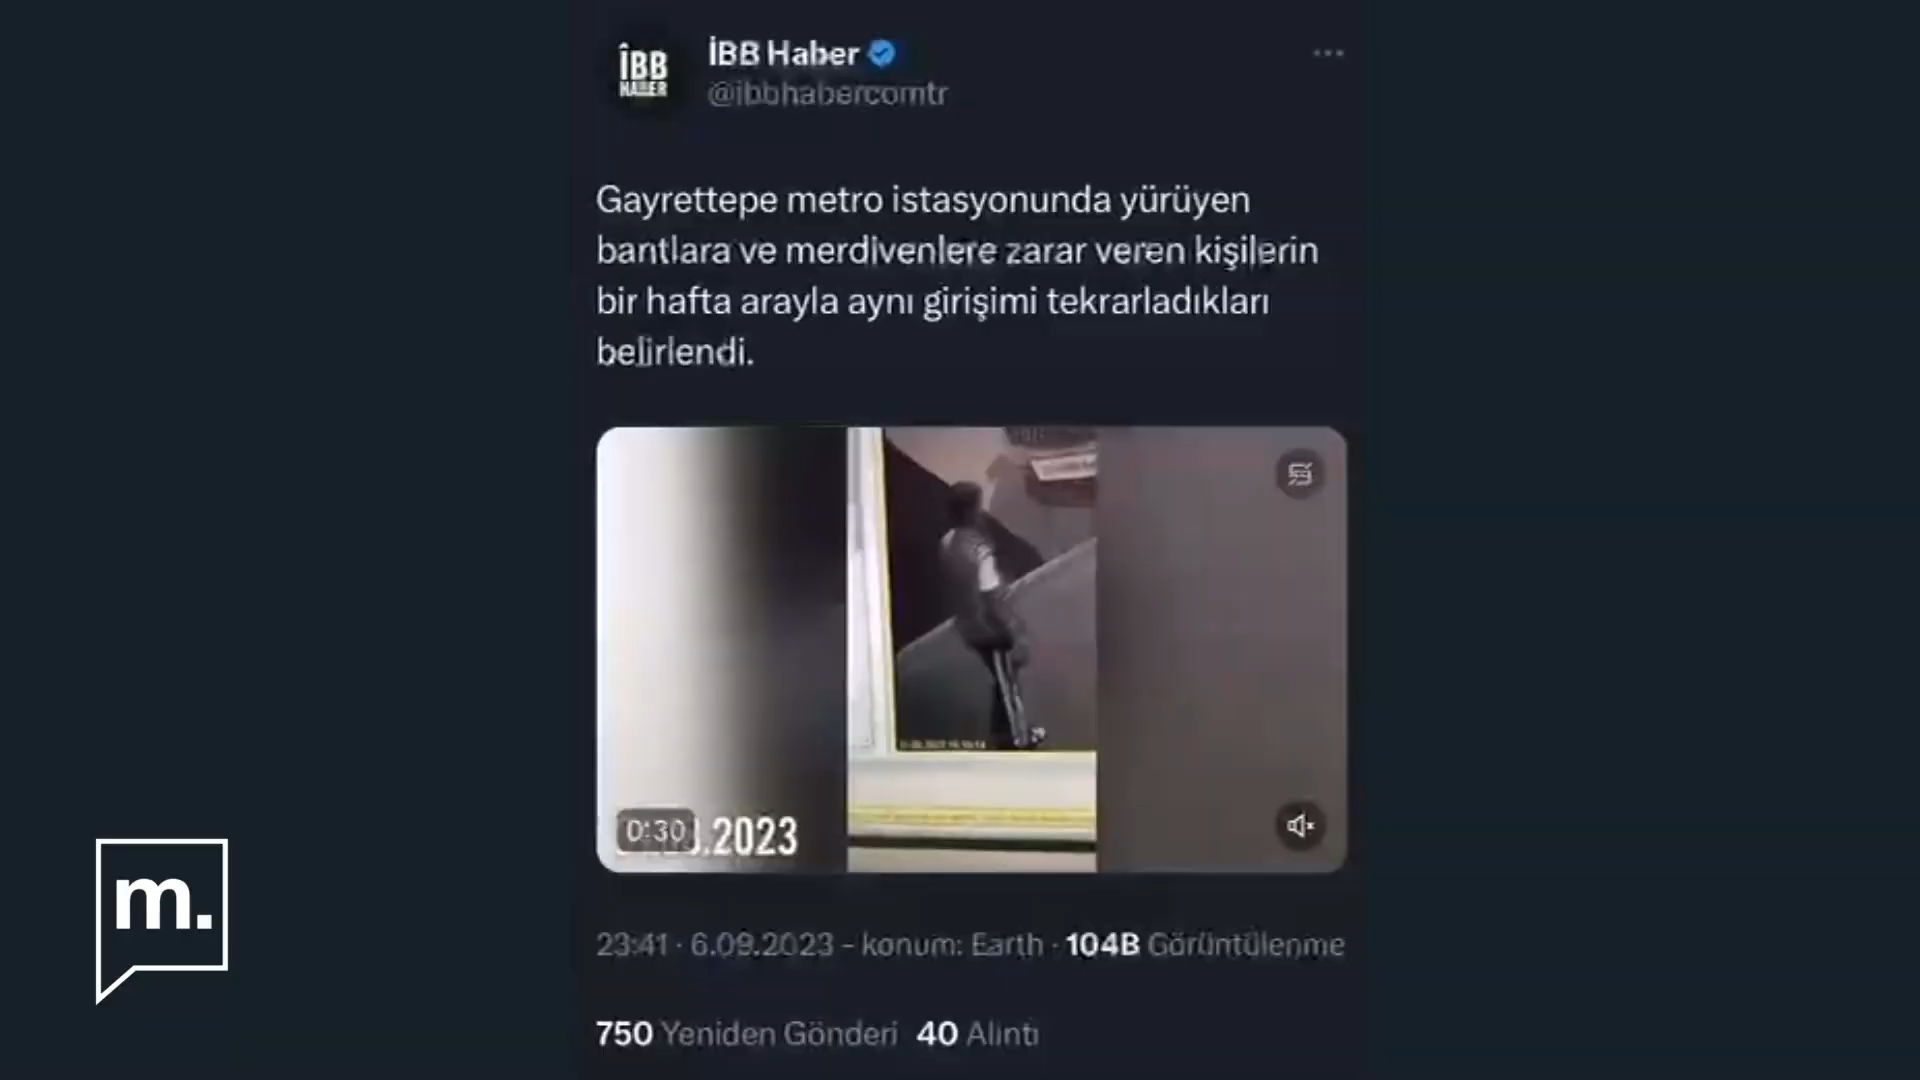 İBB
HABER
İBB Haber
@ibbhabercomtr
Gayrettepe metro istasyonunda yürüyen
bantlara ve merdivenlere zarar veren kişilerin
bir hafta arayla aynı girişimi tekrarladıkları
belirlendi.
0:30
.2023
23:41 · 6.09.2023 - konum: Earth · 104B Görüntülenme
750 Yeniden Gönderi 40 Alıntı
m.